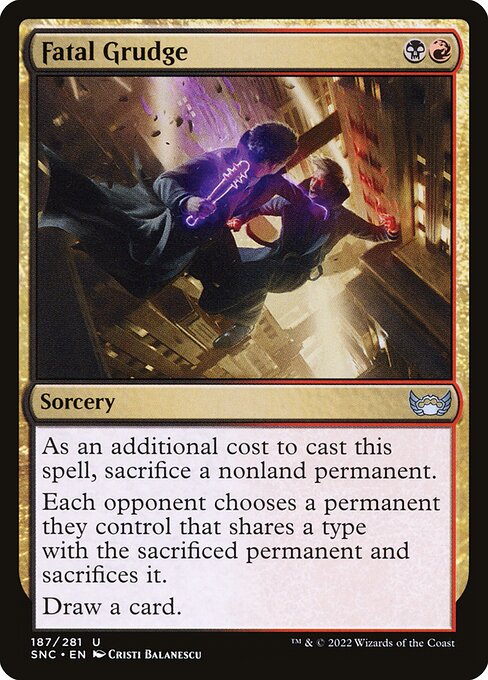 Fatal Grudge
Sorcery
As an additional cost to cast this
spell, sacrifice a nonland permanent.
Each opponent chooses a permanent
they control that shares a type
with the sacrificed permanent and
sacrifices it.
Draw a card.
187/281 U
SNC • EN Cristi Balanescu
™ & © 2022 Wizards of the Coast